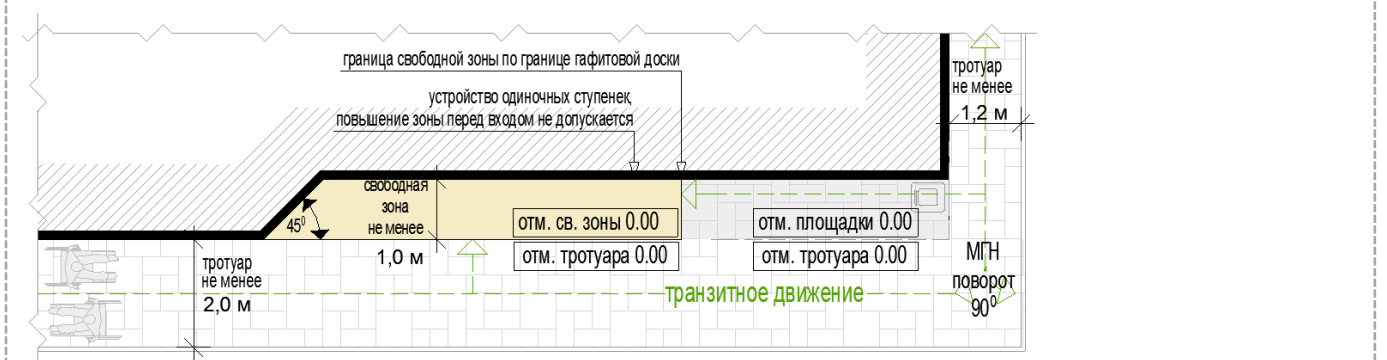 граница свободной зоны по границе гафитовой доски
устройство одиночных ступенек,
повышение зоны перед входом не допускается
тротуар
не менее
1,2 м
свободная
зона
не менее
1,0 м
45⁰
отм. св. зоны 0.00
отм. тротуара 0.00
отм. площадки 0.00
отм. тротуара 0.00
тротуар
не менее
2,0 м
транзитное движение
МГН
поворот
90⁰